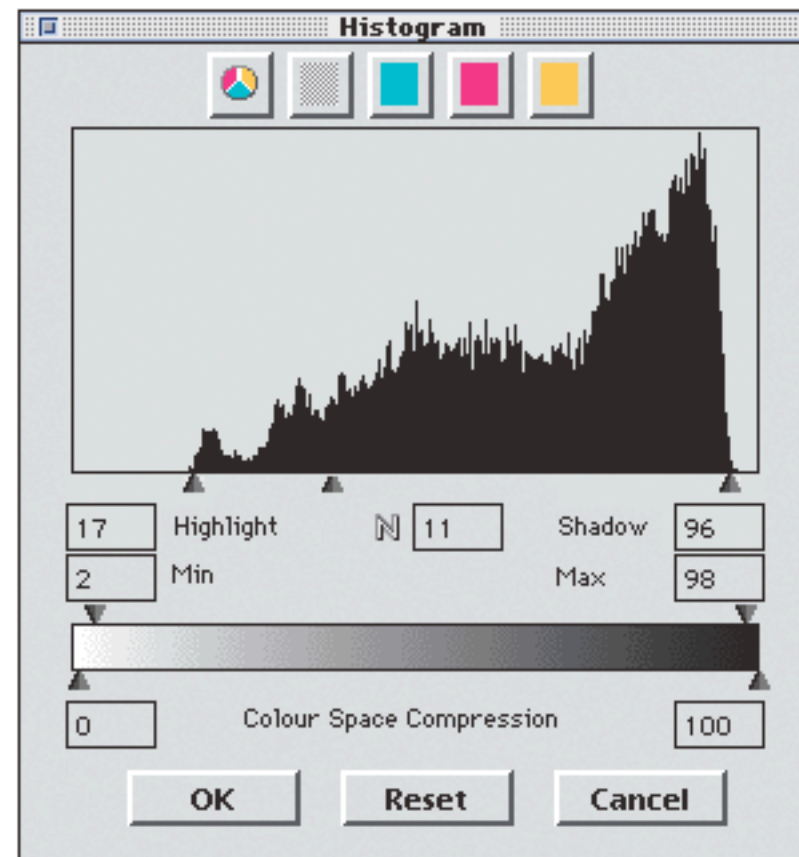 Histogram
17 Highlight N 11 Shadow 96
2 Min Max 98
0 Colour Space Compression 100
OK Reset Cancel